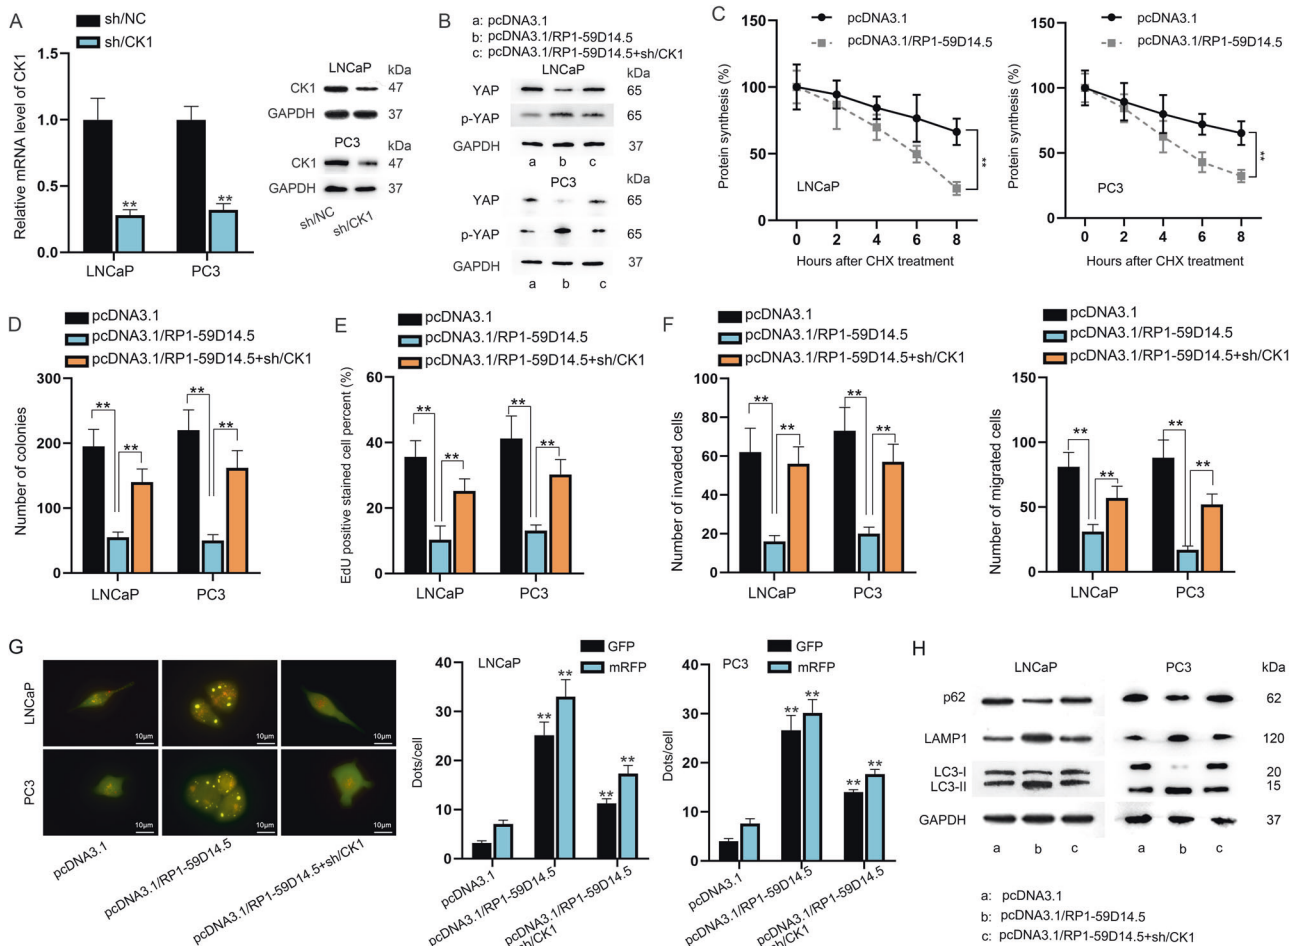 A
sh/NC
sh/CK1
Relative mRNA level of CK1
1.5
1.0
0.5
0.0
** **
LNCaP PC3
LNCaP kDa
CK1 47
GAPDH 37
PC3 kDa
CK1 47
GAPDH 37
sh/NC sh/CK1
B
a: pcDNA3.1
b: pcDNA3.1/RP1-59D14.5
c: pcDNA3.1/RP1-59D14.5+sh/CK1
LNCaP kDa
YAP 65
p-YAP 65
GAPDH 37
a b c
PC3 kDa
YAP 65
p-YAP 65
GAPDH 37
a b c
C
pcDNA3.1
pcDNA3.1/RP1-59D14.5
Protein synthesis (%)
150
100
50
0
**
LNCaP
0 2 4 6 8
Hours after CHX treatment
pcDNA3.1
pcDNA3.1/RP1-59D14.5
Protein synthesis (%)
150
100
50
0
**
PC3
0 2 4 6 8
Hours after CHX treatment
D
pcDNA3.1
pcDNA3.1/RP1-59D14.5
pcDNA3.1/RP1-59D14.5+sh/CK1
Number of colonies
300
200
100
0
** ** ** **
LNCaP PC3
E
pcDNA3.1
pcDNA3.1/RP1-59D14.5
pcDNA3.1/RP1-59D14.5+sh/CK1
EdU positive stained cell percent (%)
60
40
20
0
** ** ** **
LNCaP PC3
F
pcDNA3.1
pcDNA3.1/RP1-59D14.5
pcDNA3.1/RP1-59D14.5+sh/CK1
Number of invaded cells
100
80
60
40
20
0
** ** ** **
LNCaP PC3
pcDNA3.1
pcDNA3.1/RP1-59D14.5
pcDNA3.1/RP1-59D14.5+sh/CK1
Number of migrated cells
150
100
50
0
** ** ** **
LNCaP PC3
G
LNCaP
10μm 10μm 10μm
PC3
10μm 10μm 10μm
pcDNA3.1
pcDNA3.1/RP1-59D14.5
pcDNA3.1/RP1-59D14.5+sh/CK1
LNCaP
GFP
mRFP
Dots/cell
40
30
20
10
0
** ** ** **
pcDNA3.1
pcDNA3.1/RP1-59D14.5
pcDNA3.1/RP1-59D14.5+
sh/CK1
PC3
GFP
mRFP
Dots/cell
40
30
20
10
0
** ** ** **
pcDNA3.1
pcDNA3.1/RP1-59D14.5
pcDNA3.1/RP1-59D14.5+
sh/CK1
H
LNCaP PC3 kDa
p62 62
LAMP1 120
LC3-I 20
LC3-II 15
GAPDH 37
a b c a b c
a: pcDNA3.1
b: pcDNA3.1/RP1-59D14.5
c: pcDNA3.1/RP1-59D14.5+sh/CK1